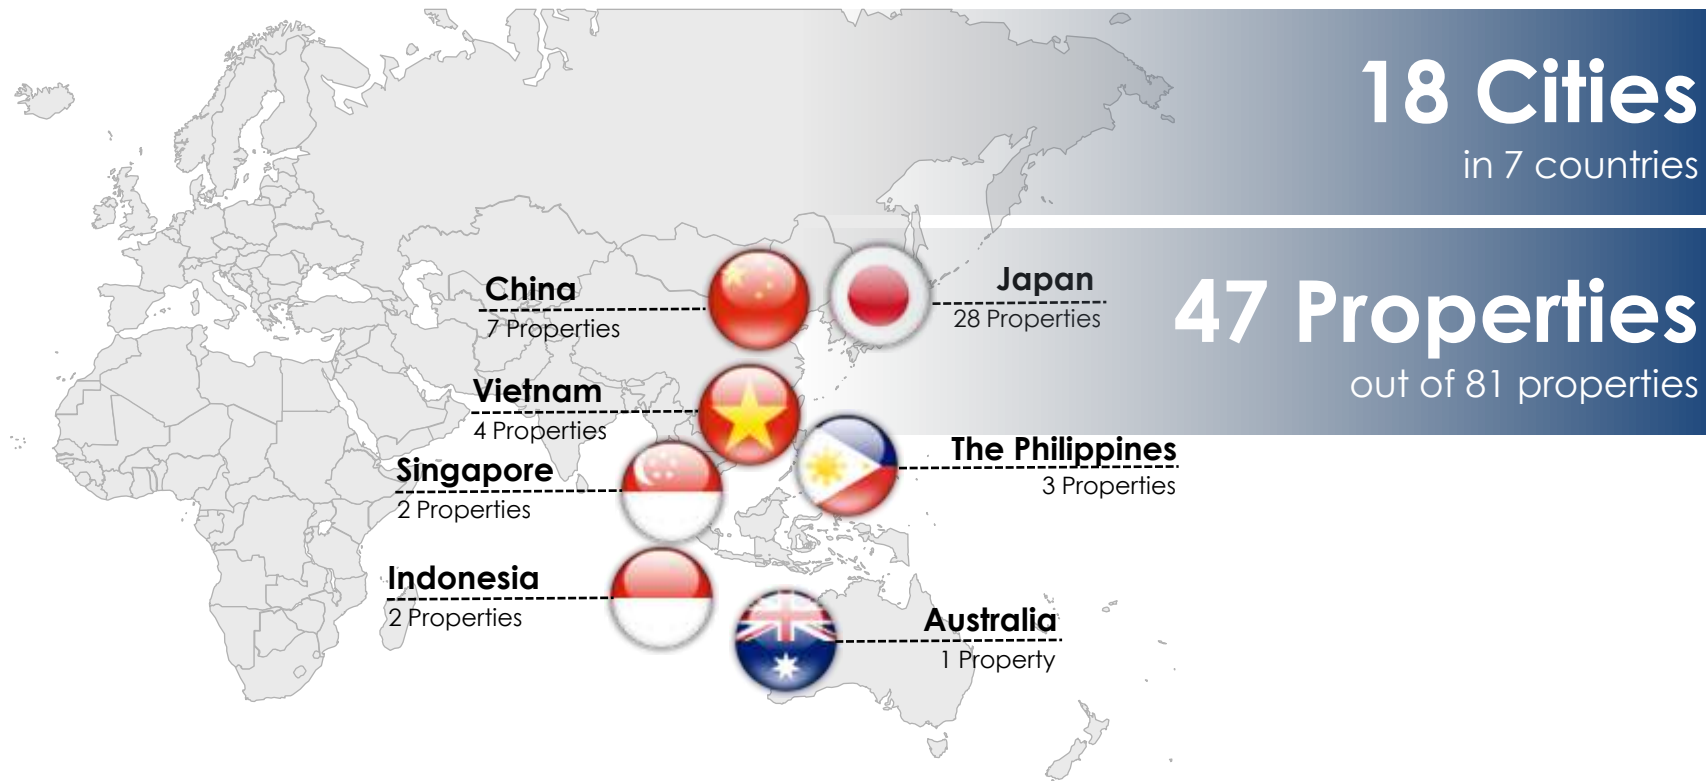 18 Cities
in 7 countries
47 Properties
out of 81 properties
China
7 Properties
Japan
28 Properties
Vietnam
4 Properties
The Philippines
3 Properties
Singapore
2 Properties
Indonesia
2 Properties
Australia
1 Property